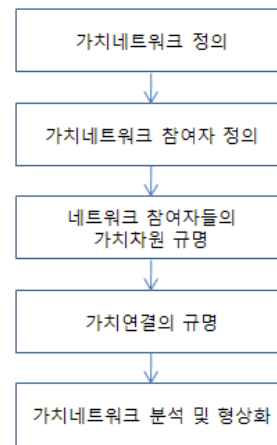 가치네트워크 정의
가치네트워크 참여자 정의
네트워크 참여자들의
가치자원 규명
가치연결의 규명
가치네트워크 분석 및 형상화